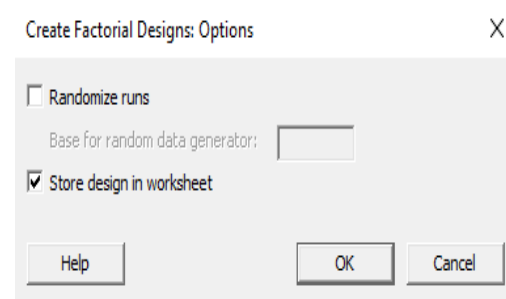 Create Factorial Designs: Options
Randomize runs
Base for random data generator:
Store design in worksheet
Help OK Cancel